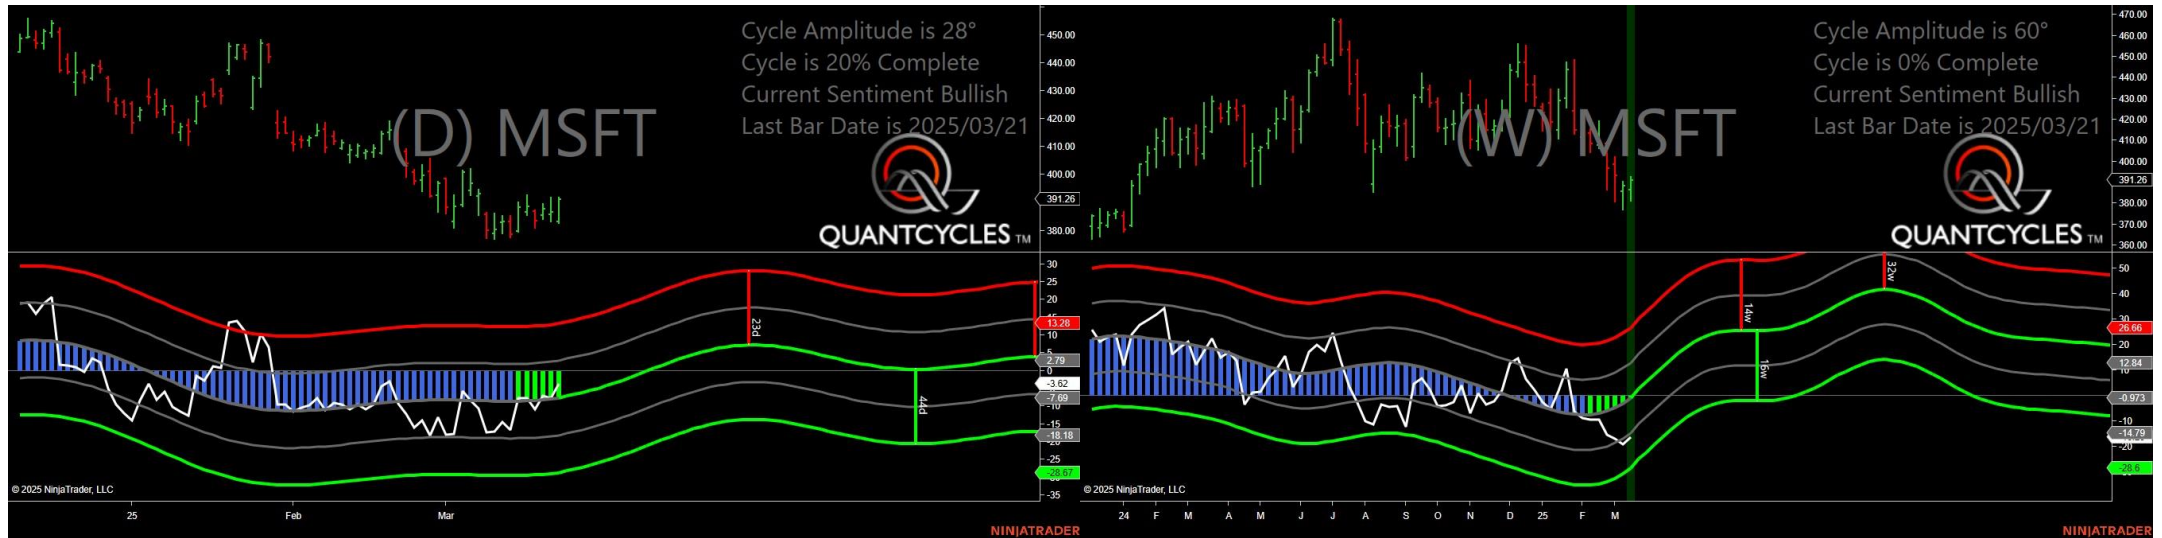 Cycle Amplitude is 28°
Cycle is 20% Complete
Current Sentiment Bullish
Last Bar Date is 2025/03/21
(D) MSFT
QUANTCYCLES TM
450.00
440.00
430.00
420.00
410.00
400.00
391.26
380.00
30
25
20
15
10
13.28
5
2.79
0
-3.62
-7.69
-10
-15
-18.18
-20
-25
-28.67
-30
-35
23d
44d
© 2025 NinjaTrader, LLC
25
Feb
Mar
NINJATRADER
Cycle Amplitude is 60°
Cycle is 0% Complete
Current Sentiment Bullish
Last Bar Date is 2025/03/21
(W) MSFT
QUANTCYCLES TM
470.00
460.00
450.00
440.00
430.00
420.00
410.00
400.00
391.26
380.00
370.00
360.00
50
40
30
26.66
20
12.84
10
-0.973
-10
-14.79
-20
-28.6
14w
16w
32w
© 2025 NinjaTrader, LLC
24 F M A M J J A S O N D 25 F M
NINJATRADER